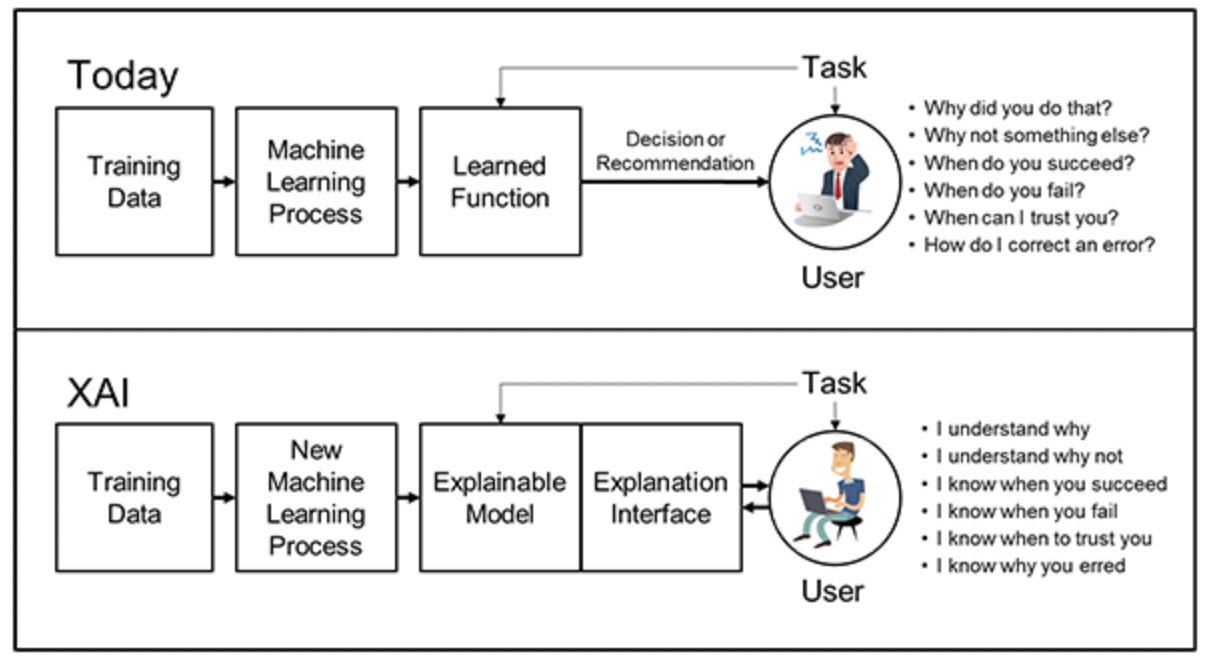 Today
Task
Training
Data
Machine
Learning
Process
Learned
Function
Decision or
Recommendation
User
• Why did you do that?
• Why not something else?
• When do you succeed?
• When do you fail?
• When can I trust you?
• How do I correct an error?
XAI
Task
Training
Data
New
Machine
Learning
Process
Explainable
Model
Explanation
Interface
User
• I understand why
• I understand why not
• I know when you succeed
• I know when you fail
• I know when to trust you
• I know why you erred